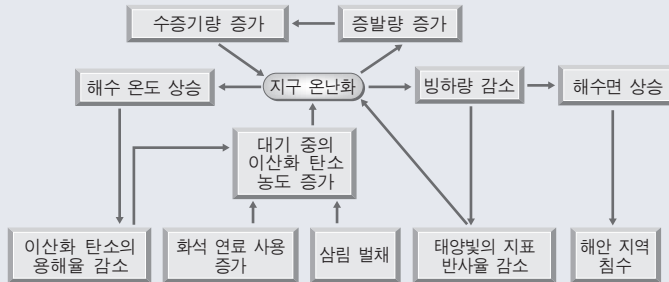 수증기량 증가
증발량 증가
해수 온도 상승
지구 온난화
빙하량 감소
해수면 상승
대기 중의
이산화 탄소
농도 증가
이산화 탄소의
용해율 감소
화석 연료 사용
증가
삼림 벌채
태양빛의 지표
반사율 감소
해안 지역
침수